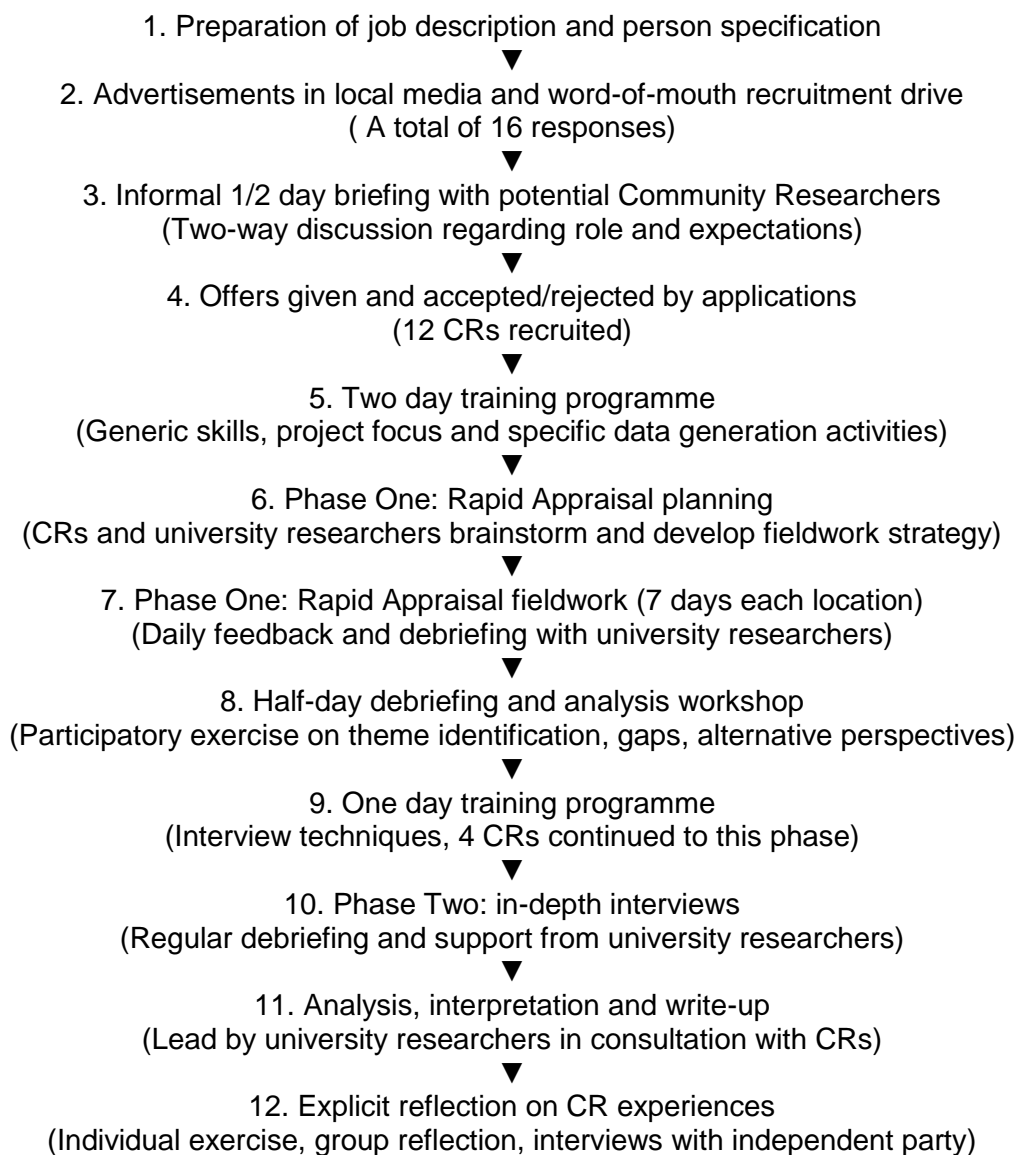 1. Preparation of job description and person specification
▼
2. Advertisements in local media and word-of-mouth recruitment drive
( A total of 16 responses)
▼
3. Informal 1/2 day briefing with potential Community Researchers
(Two-way discussion regarding role and expectations)
▼
4. Offers given and accepted/rejected by applications
(12 CRs recruited)
▼
5. Two day training programme
(Generic skills, project focus and specific data generation activities)
▼
6. Phase One: Rapid Appraisal planning
(CRs and university researchers brainstorm and develop fieldwork strategy)
▼
7. Phase One: Rapid Appraisal fieldwork (7 days each location)
(Daily feedback and debriefing with university researchers)
▼
8. Half-day debriefing and analysis workshop
(Participatory exercise on theme identification, gaps, alternative perspectives)
▼
9. One day training programme
(Interview techniques, 4 CRs continued to this phase)
▼
10. Phase Two: in-depth interviews
(Regular debriefing and support from university researchers)
▼
11. Analysis, interpretation and write-up
(Lead by university researchers in consultation with CRs)
▼
12. Explicit reflection on CR experiences
(Individual exercise, group reflection, interviews with independent party)